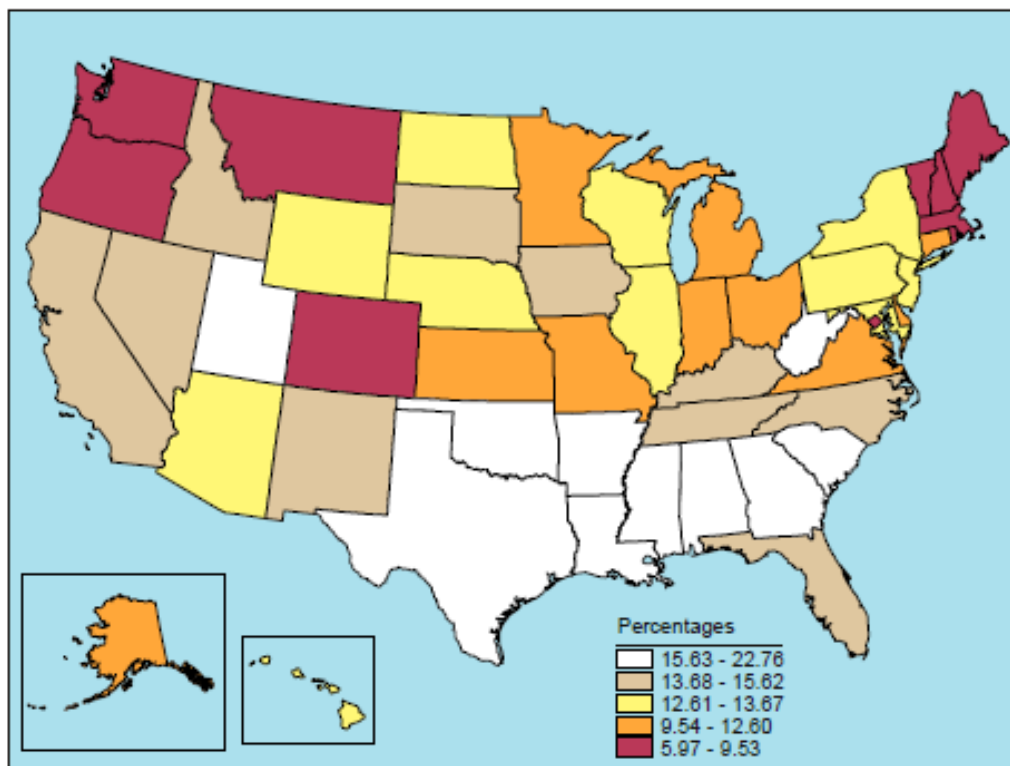 Percentages
15.63 - 22.76
13.68 - 15.62
12.61 - 13.67
9.54 - 12.60
5.97 - 9.53